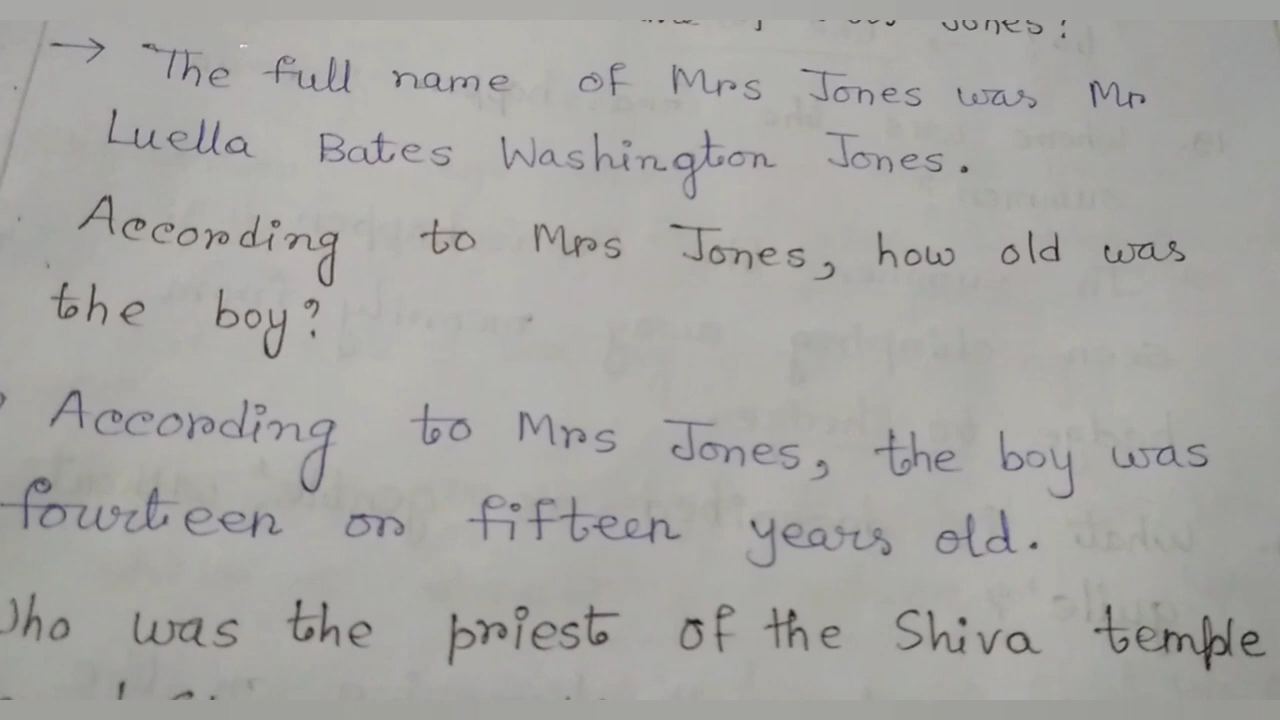 Jones?
→ The full name of Mrs Jones was Mr
Luella Bates Washington Jones.
According to Mrs Jones, how old was
the boy?
According to Mrs Jones, the boy was
fourteen or fifteen years old.
Who was the priest of the Shiva temple